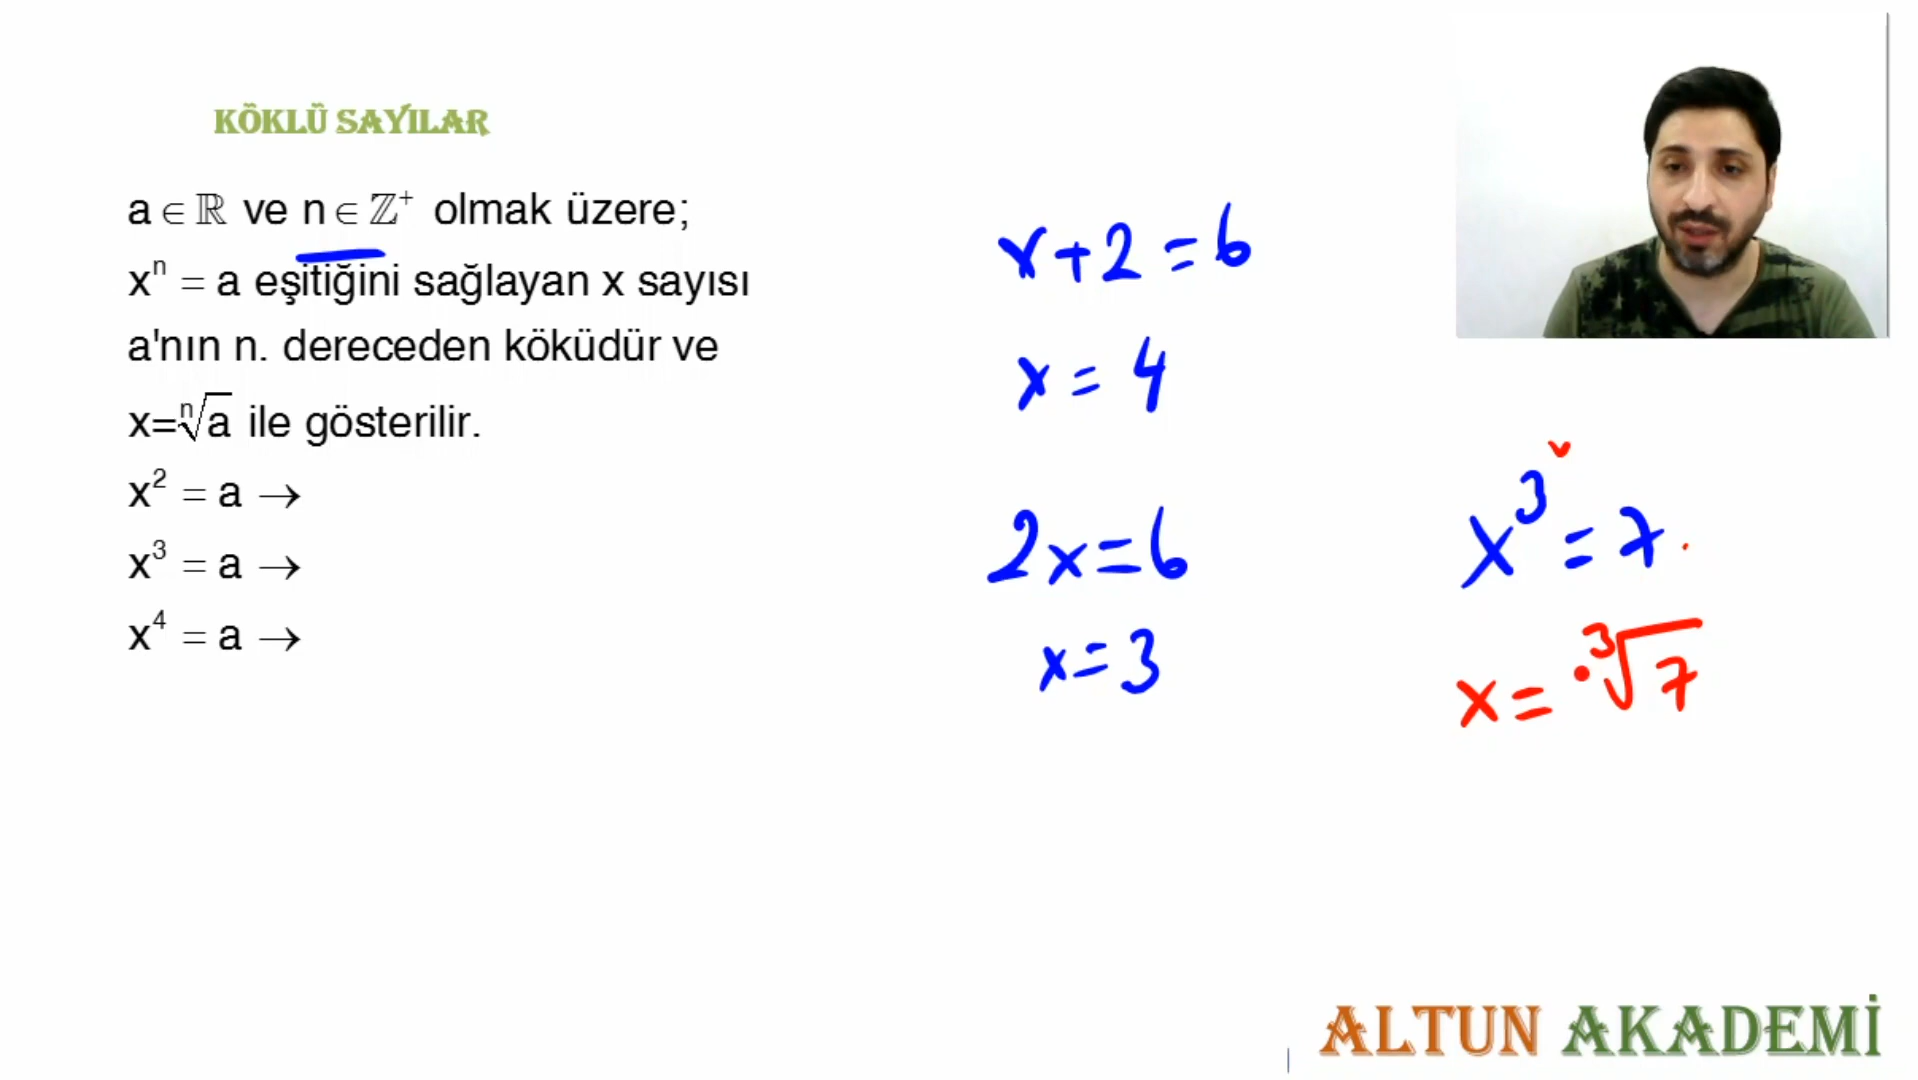 KÖKLÜ SAYILAR
a ∈ ℝ ve n ∈ ℤ⁺ olmak üzere;
xⁿ = a eşitiğini sağlayan x sayısı
a'nın n. dereceden köküdür ve
x=ⁿ√a ile gösterilir.
x² = a →
x³ = a →
x⁴ = a →
x+2=6
x=4
2x=6
x=3
x³=7
x=³√7
ALTUN AKADEMİ